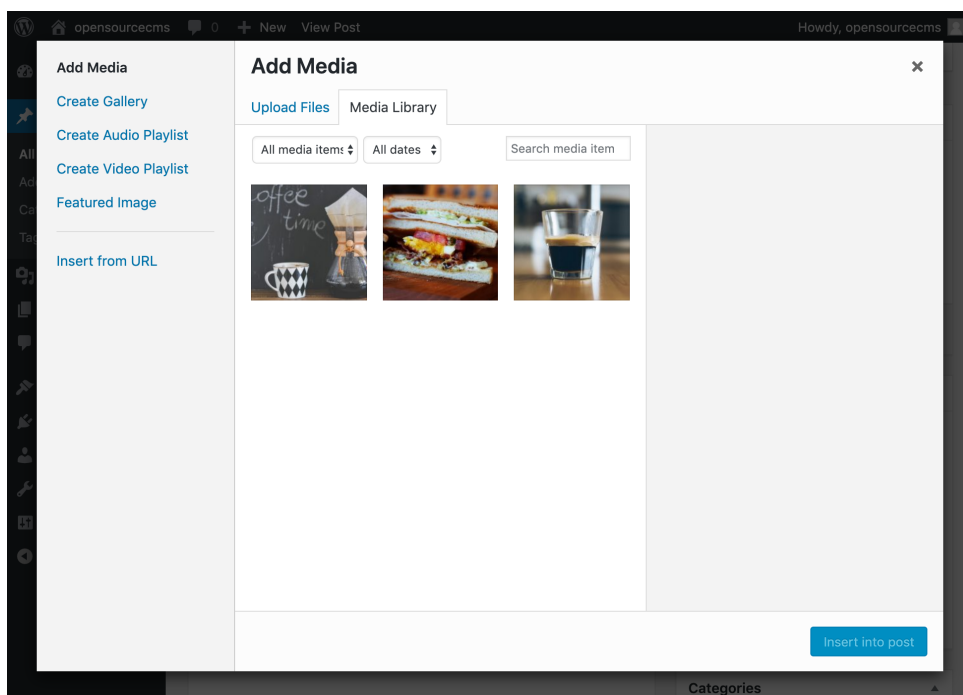 opensourcecms 0 New View Post Howdy, opensourcecms
Add Media
Create Gallery
Create Audio Playlist
Create Video Playlist
Featured Image
Insert from URL
Add Media
Upload Files Media Library
All media items All dates Search media item
coffee
time
Insert into post
All
Categories